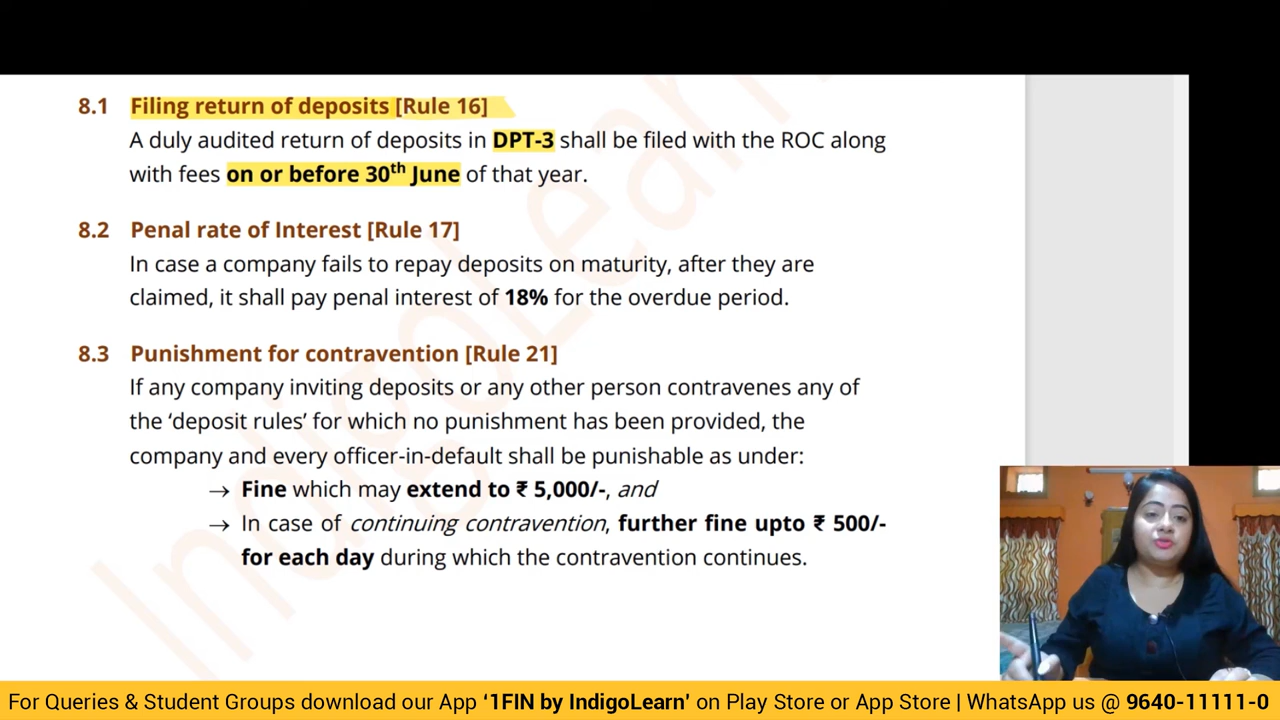 8.1 Filing return of deposits [Rule 16]
A duly audited return of deposits in DPT-3 shall be filed with the ROC along
with fees on or before 30th June of that year.
8.2 Penal rate of Interest [Rule 17]
In case a company fails to repay deposits on maturity, after they are
claimed, it shall pay penal interest of 18% for the overdue period.
8.3 Punishment for contravention [Rule 21]
If any company inviting deposits or any other person contravenes any of
the ‘deposit rules’ for which no punishment has been provided, the
company and every officer-in-default shall be punishable as under:
→ Fine which may extend to ₹ 5,000/-, and
→ In case of continuing contravention, further fine upto ₹ 500/-
for each day during which the contravention continues.
IndigoLearn
For Queries & Student Groups download our App ‘1FIN by IndigoLearn’ on Play Store or App Store | WhatsApp us @ 9640-11111-0